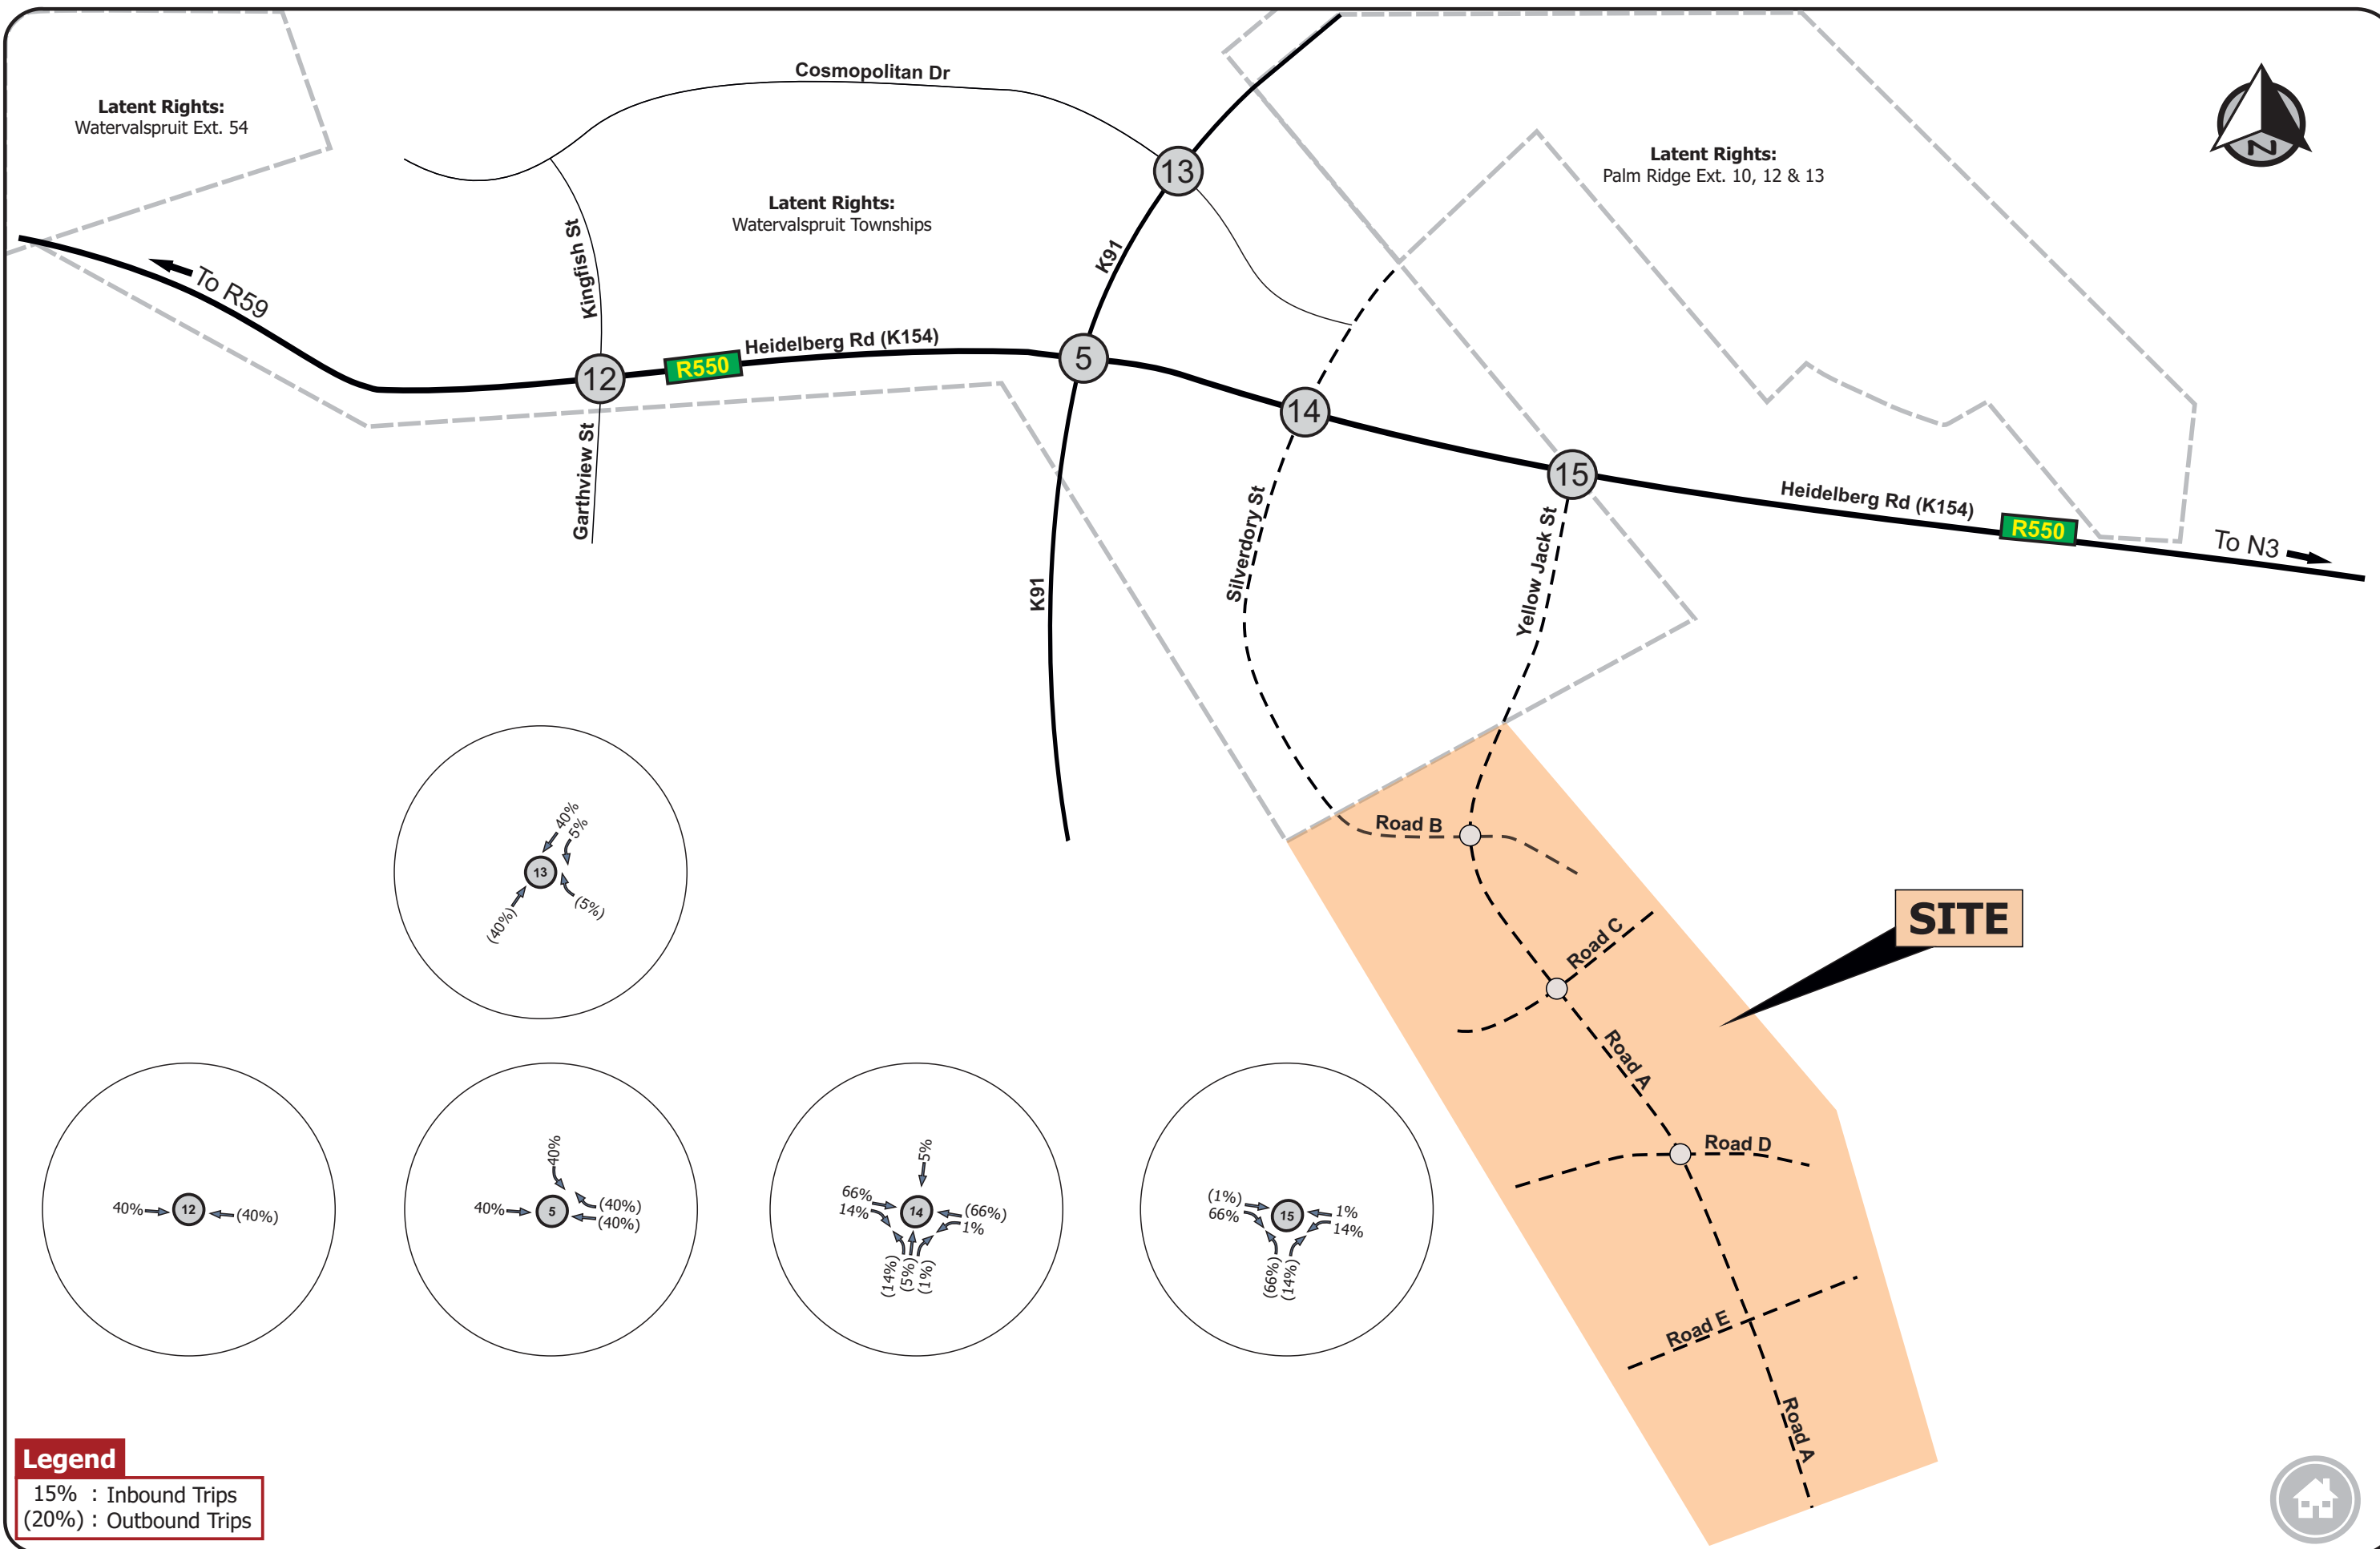 Cosmopolitan Dr
Latent Rights:
Watervalspruit Ext. 54
Latent Rights:
Palm Ridge Ext. 10, 12 & 13
N
13
Latent Rights:
Watervalspruit Townships
Kingfish St
K91
To R59
Heidelberg Rd (K154)
R550
12
5
14
15
Garthview St
Silverdory St
Yellow Jack St
K91
Heidelberg Rd (K154)
R550
To N3
Road B
SITE
Road C
Road A
Road D
Road E
Road A
40%
5%
13
(5%)
(40%)
40%
12
(40%)
40%
40%
5
(40%)
(40%)
5%
66%
14%
14
(66%)
1%
(14%)
(5%)
(1%)
(1%)
66%
15
1%
14%
(66%)
(14%)
Legend
15% : Inbound Trips
(20%) : Outbound Trips